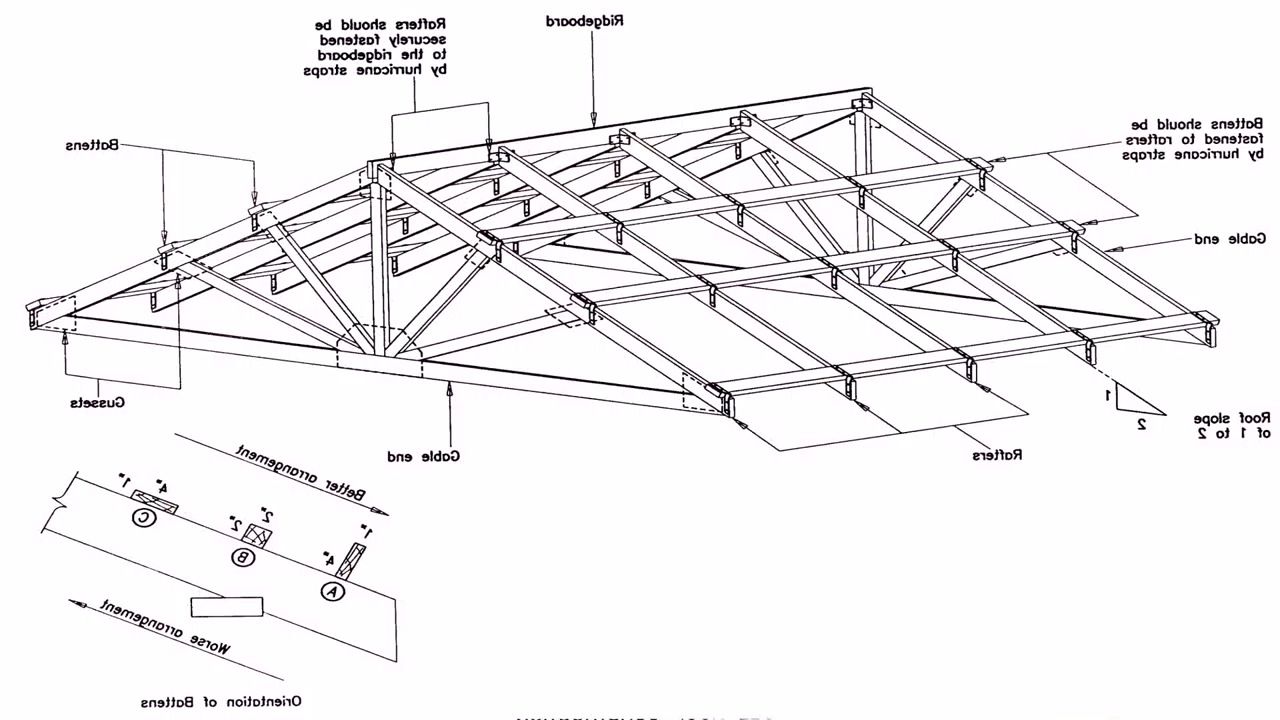 Ridgeboard
Rafters should be
securely fastened
to the ridgeboard
by hurricane straps
Battens
Battens should be
fastened to rafters
by hurricane straps
Gable end
Gussets
Gable end
Rafters
1
2
Roof slope
of 1 to 2
Better arrangement
1"
4"
C
2"
2"
B
1"
4"
A
Worse arrangement
Orientation of Battens